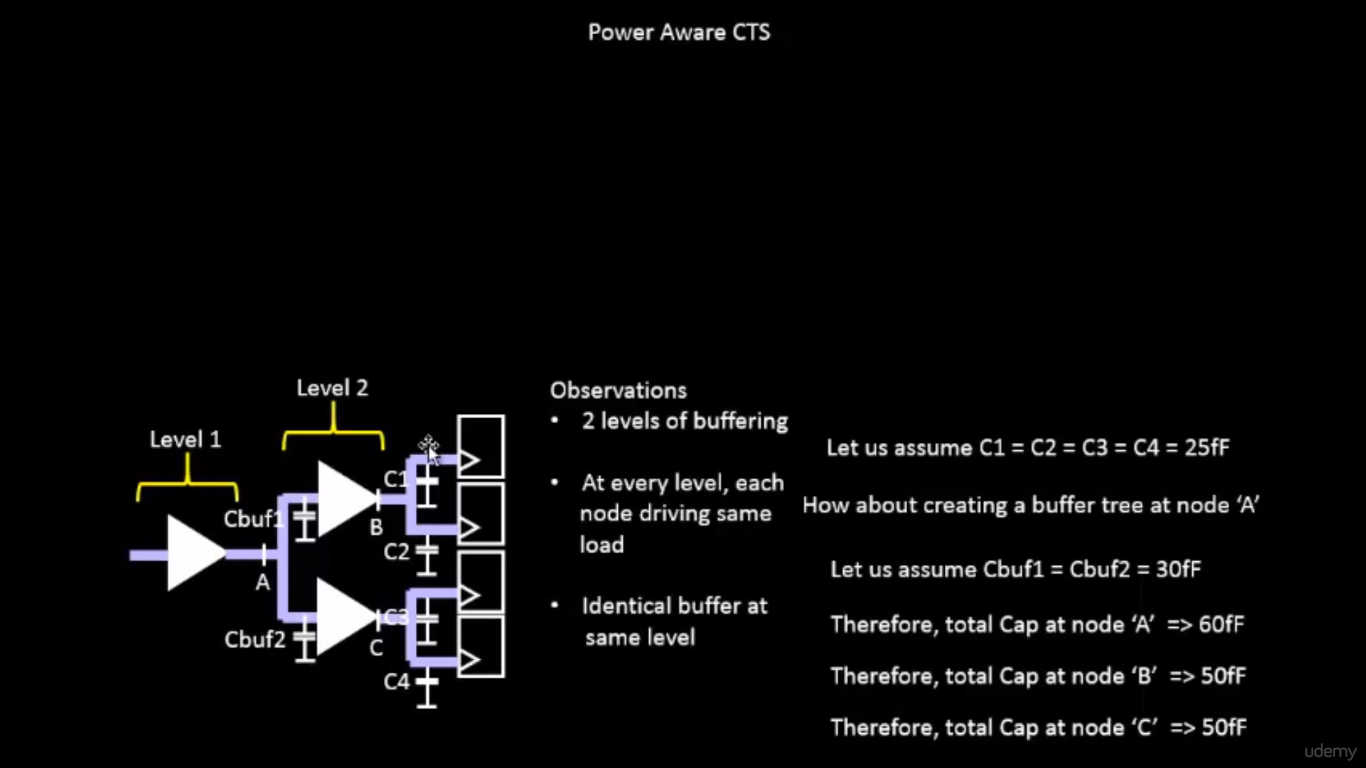 Power Aware CTS
Level 2
Level 1
Cbuf1
A
Cbuf2
B
C
C1
C2
C3
C4
Observations
• 2 levels of buffering
• At every level, each
node driving same
load
• Identical buffer at
same level
Let us assume C1 = C2 = C3 = C4 = 25fF
How about creating a buffer tree at node ‘A’
Let us assume Cbuf1 = Cbuf2 = 30fF
Therefore, total Cap at node ‘A’ => 60fF
Therefore, total Cap at node ‘B’ => 50fF
Therefore, total Cap at node ‘C’ => 50fF
udemy